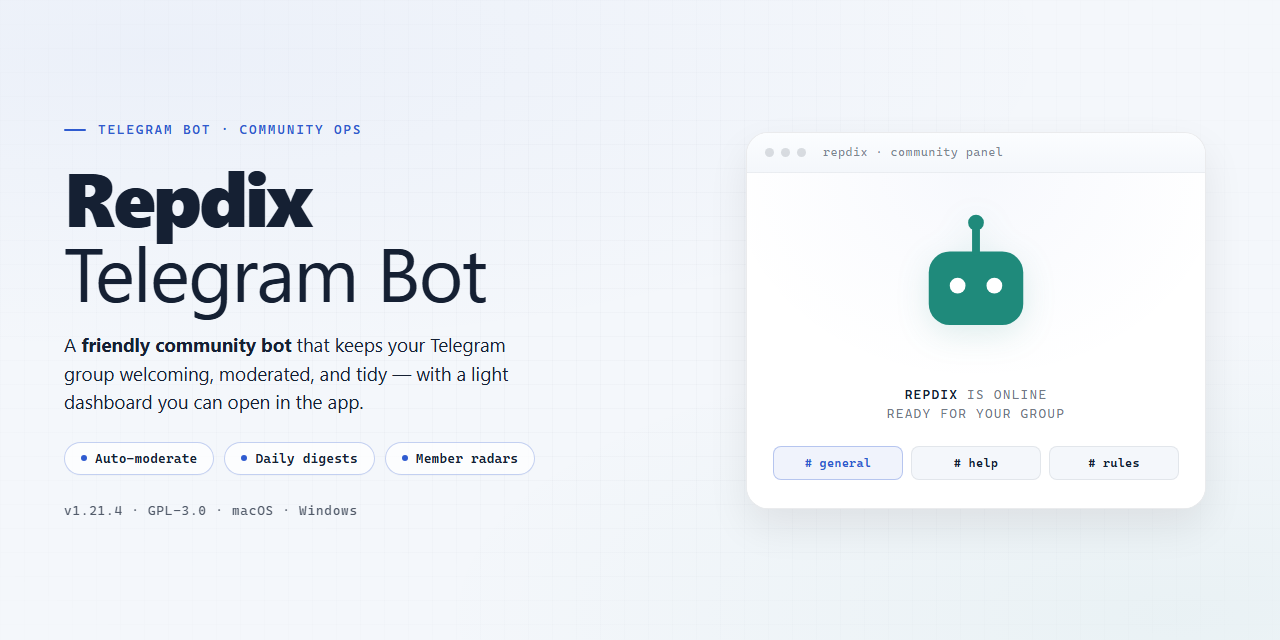 TELEGRAM BOT · COMMUNITY OPS
Repdix
Telegram Bot
A friendly community bot that keeps your Telegram
group welcoming, moderated, and tidy — with a light
dashboard you can open in the app.
Auto-moderate
Daily digests
Member radars
v1.21.4 · GPL-3.0 · macOS · Windows
repdix · community panel
REPDIX IS ONLINE
READY FOR YOUR GROUP
# general
# help
# rules